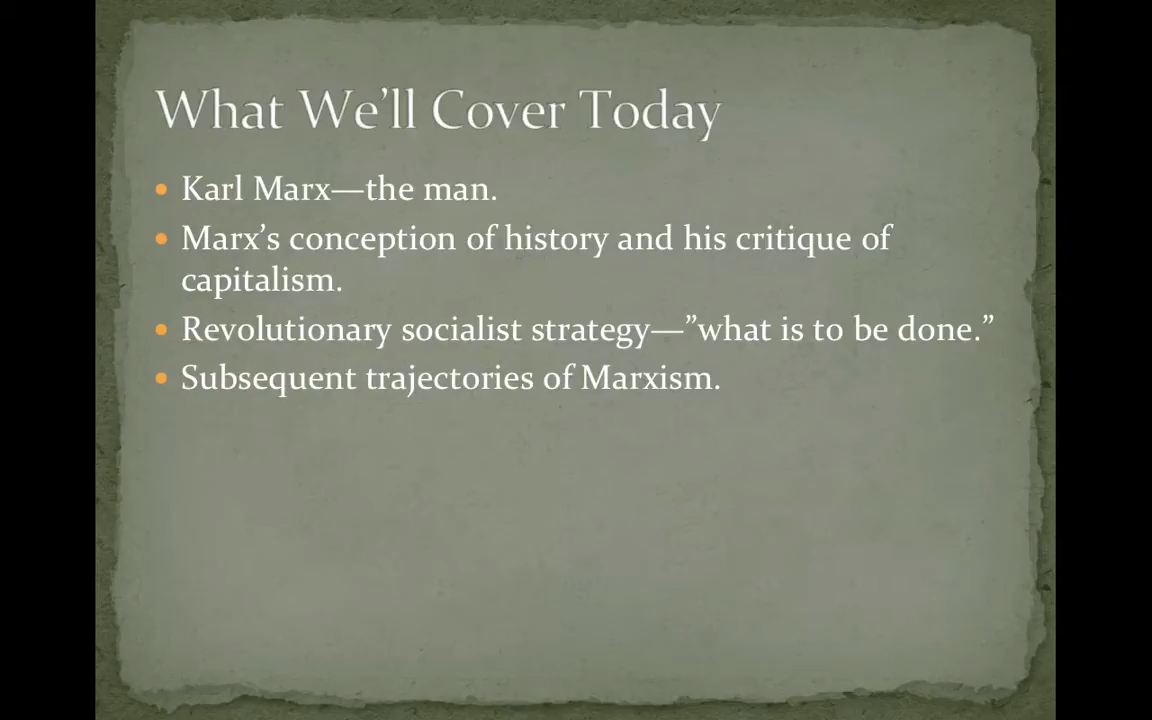 What We’ll Cover Today
• Karl Marx—the man.
• Marx’s conception of history and his critique of
capitalism.
• Revolutionary socialist strategy—”what is to be done.”
• Subsequent trajectories of Marxism.